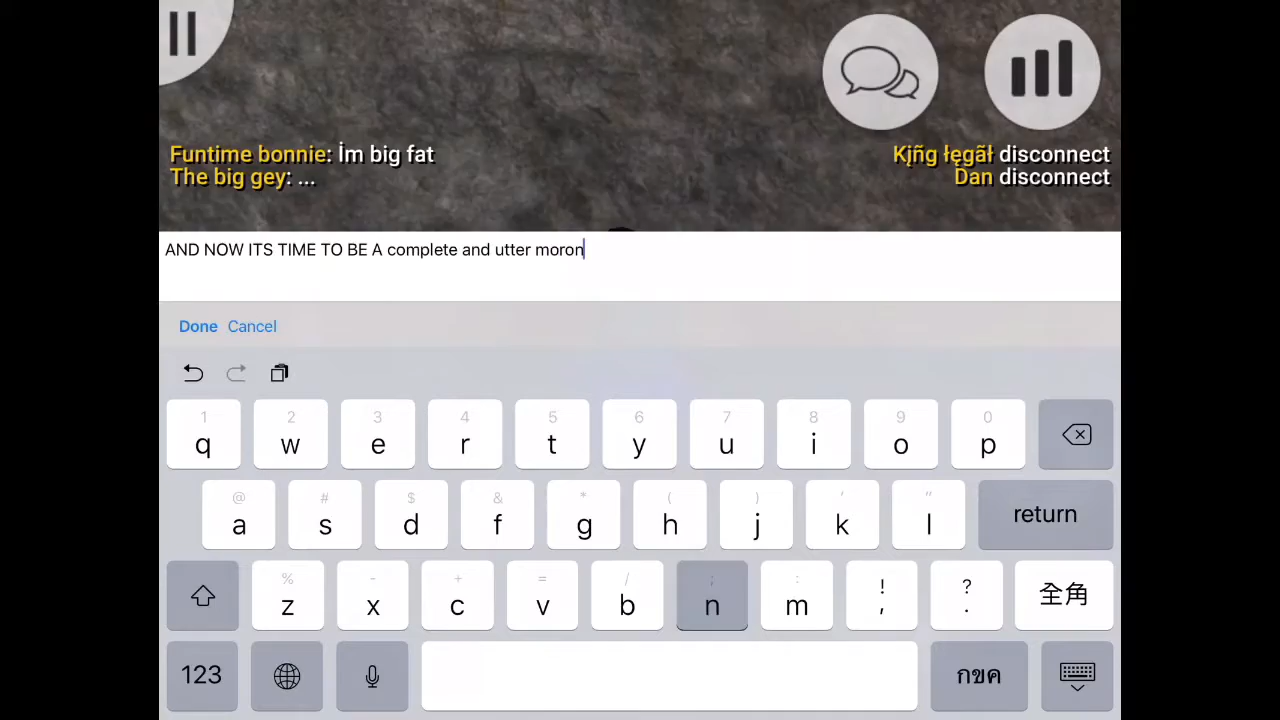 Funtime bonnie: İm big fat
The big gey: ...
Kįñg łęgãł disconnect
Dan disconnect
AND NOW ITS TIME TO BE A complete and utter moron
Done Cancel
1 2 3 4 5 6 7 8 9 0
q w e r t y u i o p
@ # $ & * ( ) ' "
a s d f g h j k l return
% - + = / ; : ! ?
z x c v b n m , . 全角
123 กขค